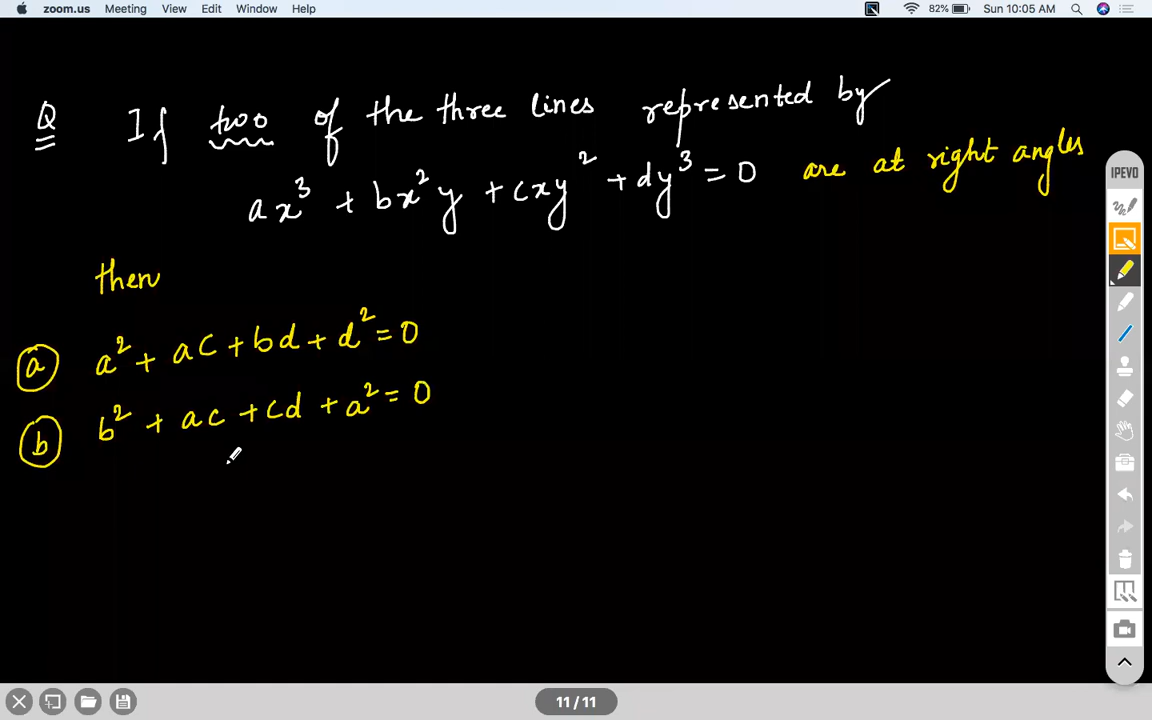 zoom.us Meeting View Edit Window Help 82% Sun 10:05 AM
Q If two of the three lines represented by
ax³ + bx²y + cxy² + dy³ = 0 are at right angles
IPEVO
then
a a² + ac + bd + d² = 0
b b² + ac + cd + a² = 0
11 / 11